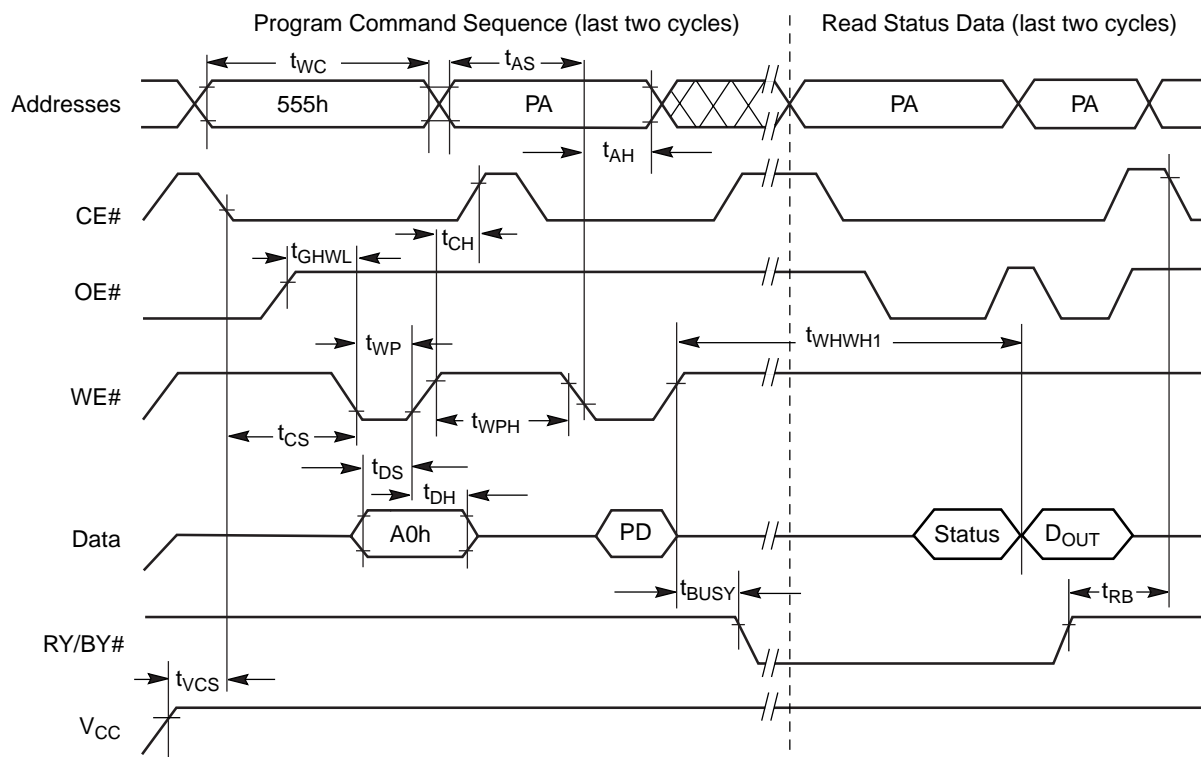 Program Command Sequence (last two cycles)
Read Status Data (last two cycles)
tWC
tAS
Addresses
555h
PA
PA
PA
tAH
CE#
tCH
tGHWL
OE#
tWP
tWHWH1
WE#
tWPH
tCS
tDS
tDH
Data
A0h
PD
Status
DOUT
tBUSY
tRB
RY/BY#
tVCS
VCC